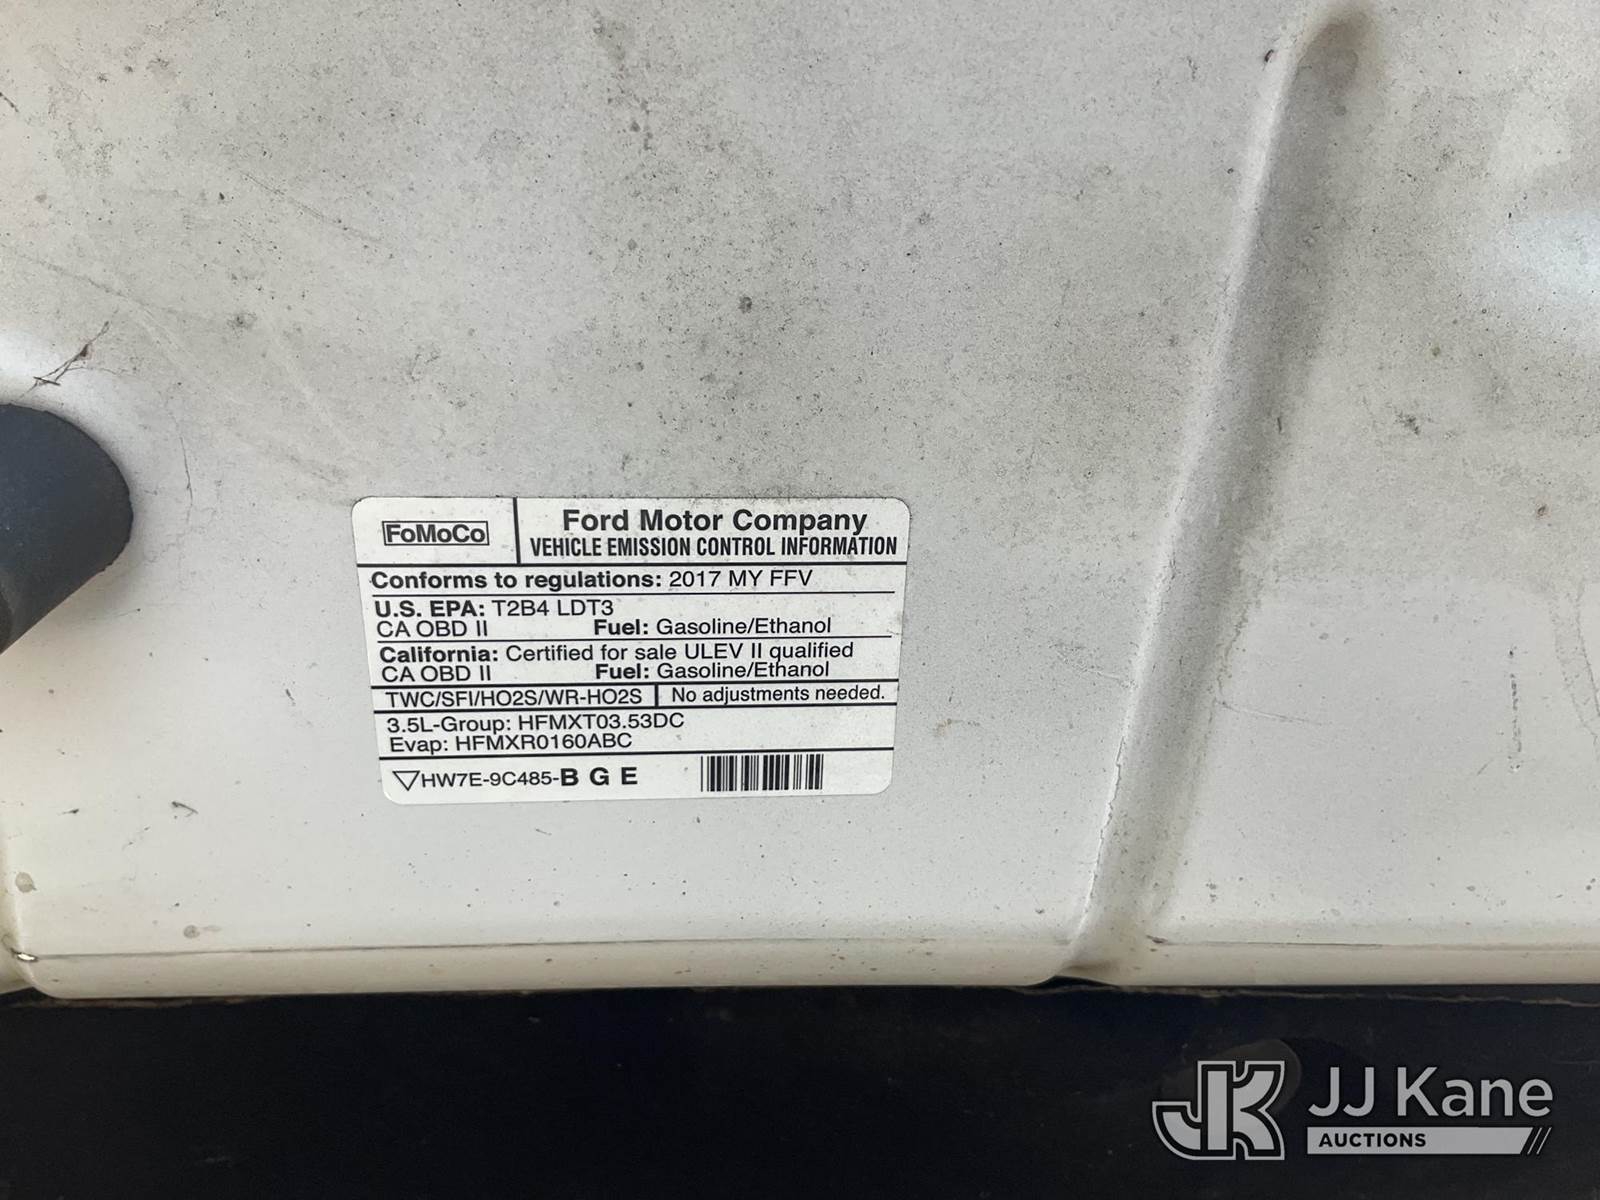 FoMoCo
Ford Motor Company
VEHICLE EMISSION CONTROL INFORMATION
Conforms to regulations: 2017 MY FFV
U.S. EPA: T2B4 LDT3
CA OBD II Fuel: Gasoline/Ethanol
California: Certified for sale ULEV II qualified
CA OBD II Fuel: Gasoline/Ethanol
TWC/SFI/HO2S/WR-HO2S No adjustments needed.
3.5L-Group: HFMXT03.53DC
Evap: HFMXR0160ABC
HW7E-9C485-B G E
JK JJ Kane
AUCTIONS